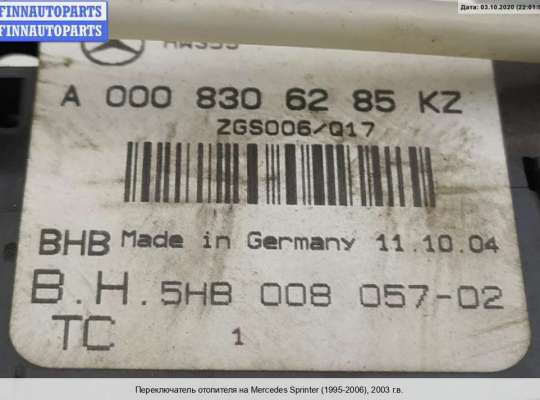 FINNAUTOPARTS
FINNAUTOPARTS
A 000 830 62 85 KZ
ZGS006/Q17
BHB Made in Germany 11.10.04
B.H. 5HB 008 057-02
TC 1
Переключатель отопителя на Mercedes Sprinter (1995-2006), 2003 г.в.